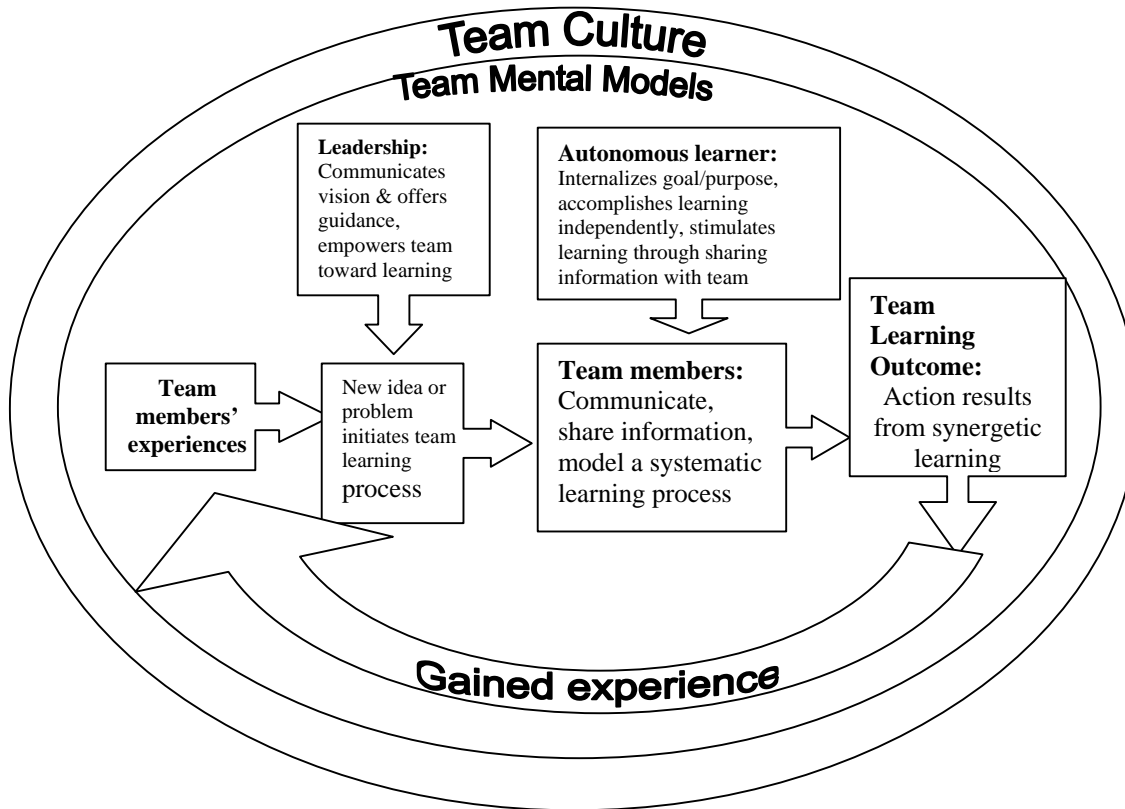 Team Culture
Team Mental Models
Leadership:
Communicates
vision & offers
guidance,
empowers team
toward learning
Autonomous learner:
Internalizes goal/purpose,
accomplishes learning
independently, stimulates
learning through sharing
information with team
Team
members’
experiences
New idea or
problem
initiates team
learning
process
Team members:
Communicate,
share information,
model a systematic
learning process
Team
Learning
Outcome:
Action results
from synergetic
learning
Gained experience